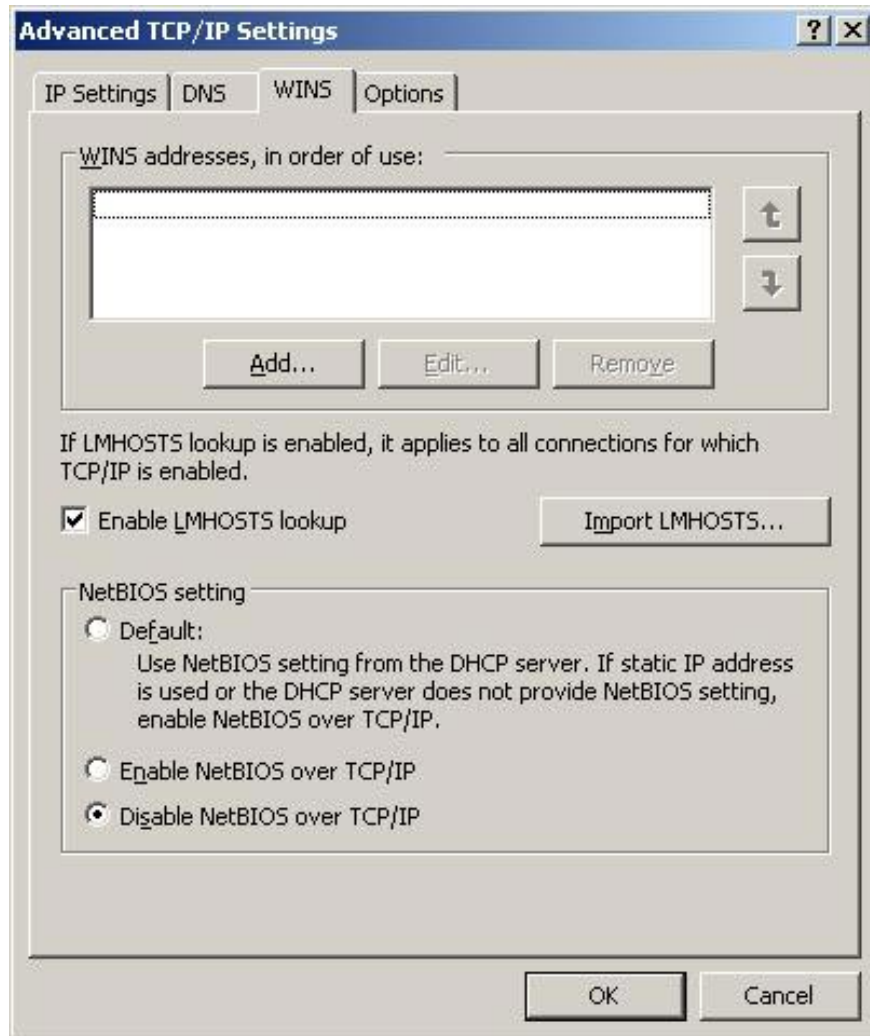 Advanced TCP/IP Settings
IP Settings DNS WINS Options
WINS addresses, in order of use:
Add... Edit... Remove
If LMHOSTS lookup is enabled, it applies to all connections for which
TCP/IP is enabled.
Enable LMHOSTS lookup Import LMHOSTS...
NetBIOS setting
Default:
Use NetBIOS setting from the DHCP server. If static IP address
is used or the DHCP server does not provide NetBIOS setting,
enable NetBIOS over TCP/IP.
Enable NetBIOS over TCP/IP
Disable NetBIOS over TCP/IP
OK Cancel